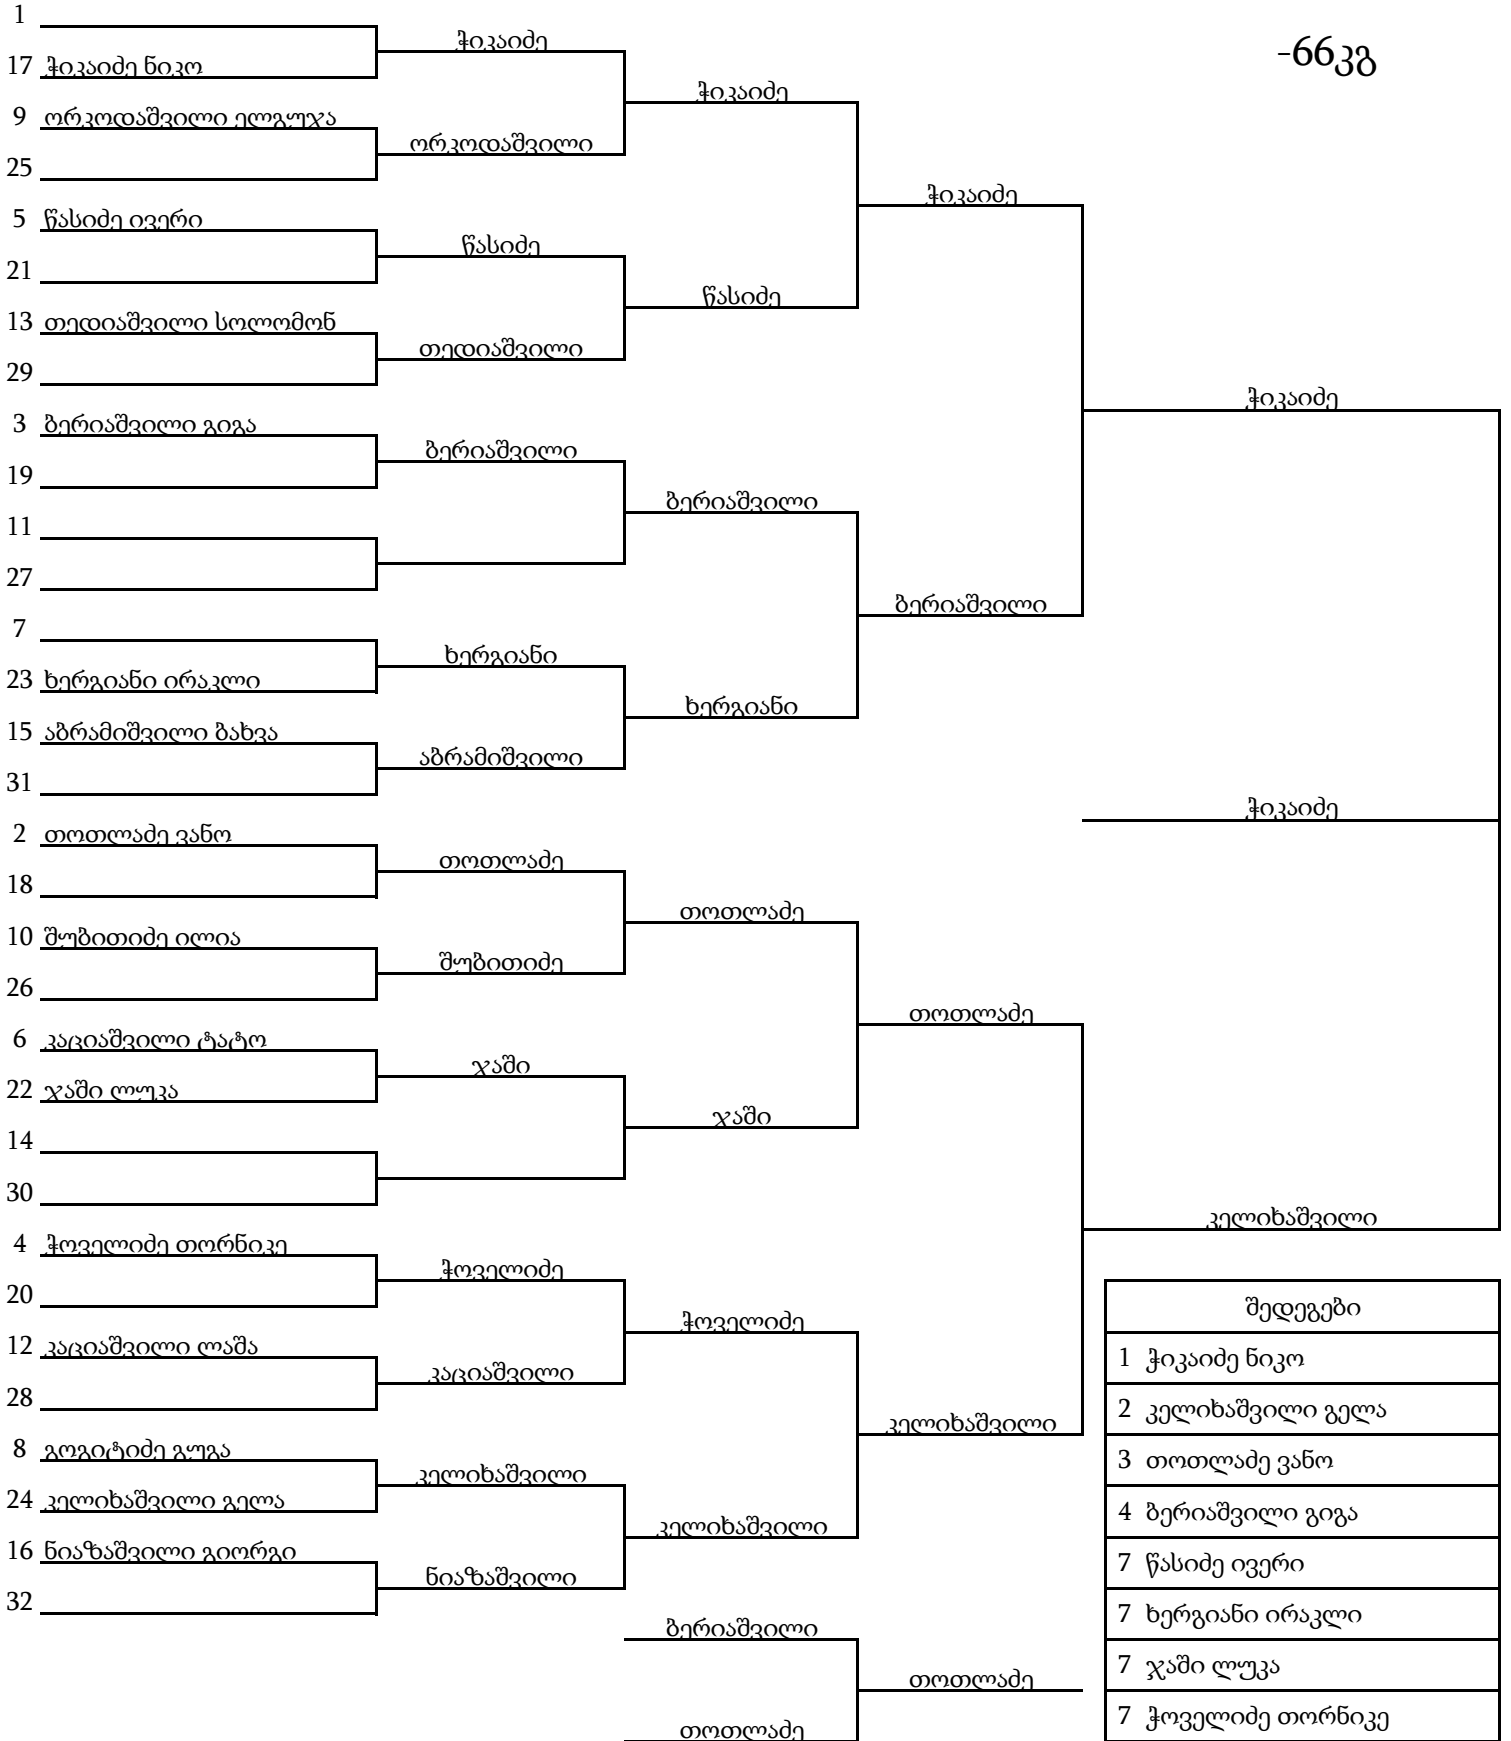 -66კგ
1
17 ჭიკაიძე ნიკო
9 ორკოდაშვილი ელგუჯა
25
5 წასიძე ივერი
21
13 თედიაშვილი სოლომონ
29
3 ბერიაშვილი გიგა
19
11
27
7
23 ხერგიანი ირაკლი
15 აბრამიშვილი ბახვა
31
2 თოთლაძე ვანო
18
10 შუბითიძე ილია
26
6 კაციაშვილი ტატო
22 ჯაში ლუკა
14
30
4 ჭოველიძე თორნიკე
20
12 კაციაშვილი ლაშა
28
8 გოგიტიძე გუგა
24 კელიხაშვილი გელა
16 ნიაზაშვილი გიორგი
32
ჭიკაიძე
ორკოდაშვილი
წასიძე
თედიაშვილი
ბერიაშვილი
ხერგიანი
აბრამიშვილი
თოთლაძე
შუბითიძე
ჯაში
ჭოველიძე
კაციაშვილი
კელიხაშვილი
ნიაზაშვილი
ჭიკაიძე
წასიძე
ბერიაშვილი
ხერგიანი
თოთლაძე
ჯაში
ჭოველიძე
კელიხაშვილი
ბერიაშვილი
თოთლაძე
ჭიკაიძე
ბერიაშვილი
თოთლაძე
კელიხაშვილი
თოთლაძე
ჭიკაიძე
ჭიკაიძე
კელიხაშვილი
შედეგები
1 ჭიკაიძე ნიკო
2 კელიხაშვილი გელა
3 თოთლაძე ვანო
4 ბერიაშვილი გიგა
7 წასიძე ივერი
7 ხერგიანი ირაკლი
7 ჯაში ლუკა
7 ჭოველიძე თორნიკე